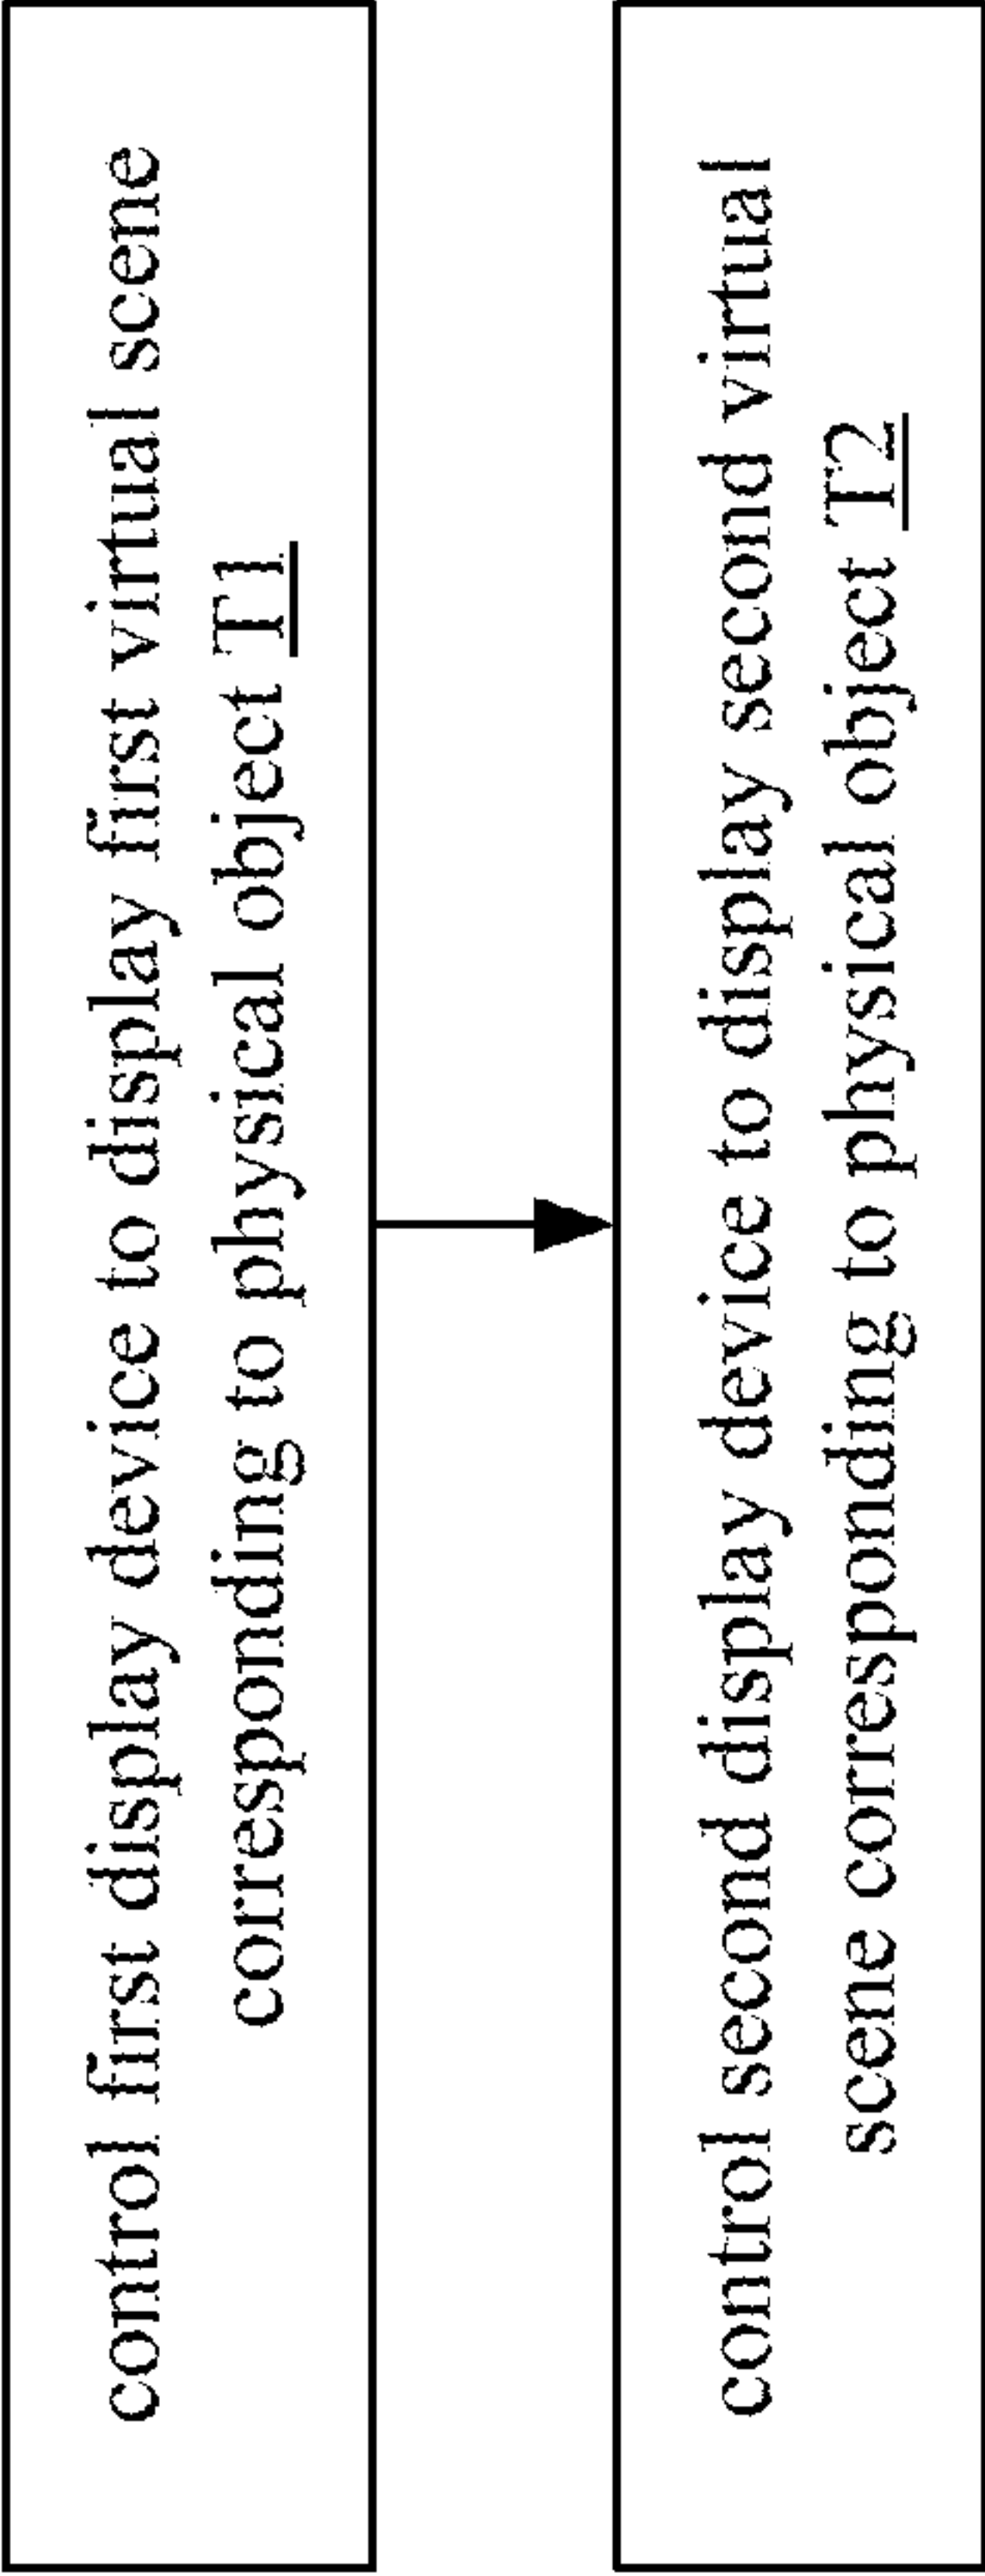 control first display device to display first virtual scene
corresponding to physical object T1
control second display device to display second virtual
scene corresponding to physical object T2